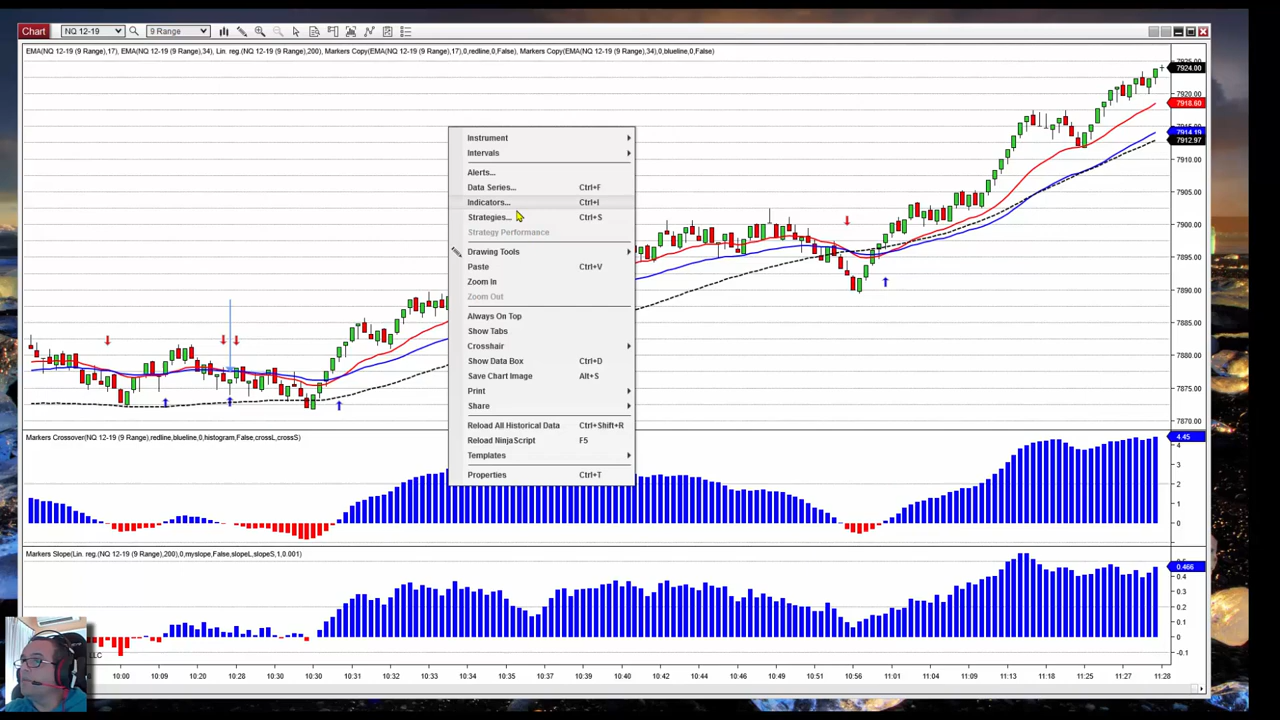 Chart
NQ 12-19
9 Range
EMA(NQ 12-19 (9 Range),17), EMA(NQ 12-19 (9 Range),34), Lin. reg.(NQ 12-19 (9 Range),200), Markers Copy(EMA(NQ 12-19 (9 Range),17),0,redline,0,False), Markers Copy(EMA(NQ 12-19 (9 Range),34),0,blueline,0,False)
7924.00
7920.00
7918.60
7914.19
7912.97
7910.00
7905.00
7900.00
7895.00
7890.00
7885.00
7880.00
7875.00
7870.00
Instrument
Intervals
Alerts...
Data Series... Ctrl+F
Indicators... Ctrl+I
Strategies... Ctrl+S
Strategy Performance
Drawing Tools
Paste Ctrl+V
Zoom In
Zoom Out
Always On Top
Show Tabs
Crosshair
Show Data Box Ctrl+D
Save Chart Image Alt+S
Print
Share
Reload All Historical Data Ctrl+Shift+R
Reload NinjaScript F5
Templates
Properties Ctrl+T
Markers Crossover(NQ 12-19 (9 Range),redline,blueline,0,histogram,False,crossL,crossS)
4.45
4
3
2
1
0
Markers Slope(Lin. reg.(NQ 12-19 (9 Range),200),0,myslope,False,slopeL,slopeS,1,0.001)
0.466
0.4
0.3
0.2
0.1
0
-0.1
LLC
10:00 10:09 10:20 10:28 10:30 10:30 10:31 10:32 10:33 10:35 10:37 10:39 10:40 10:42 10:44 10:46 10:49 10:51 10:56 11:01 11:04 11:09 11:13 11:18 11:25 11:27 11:28